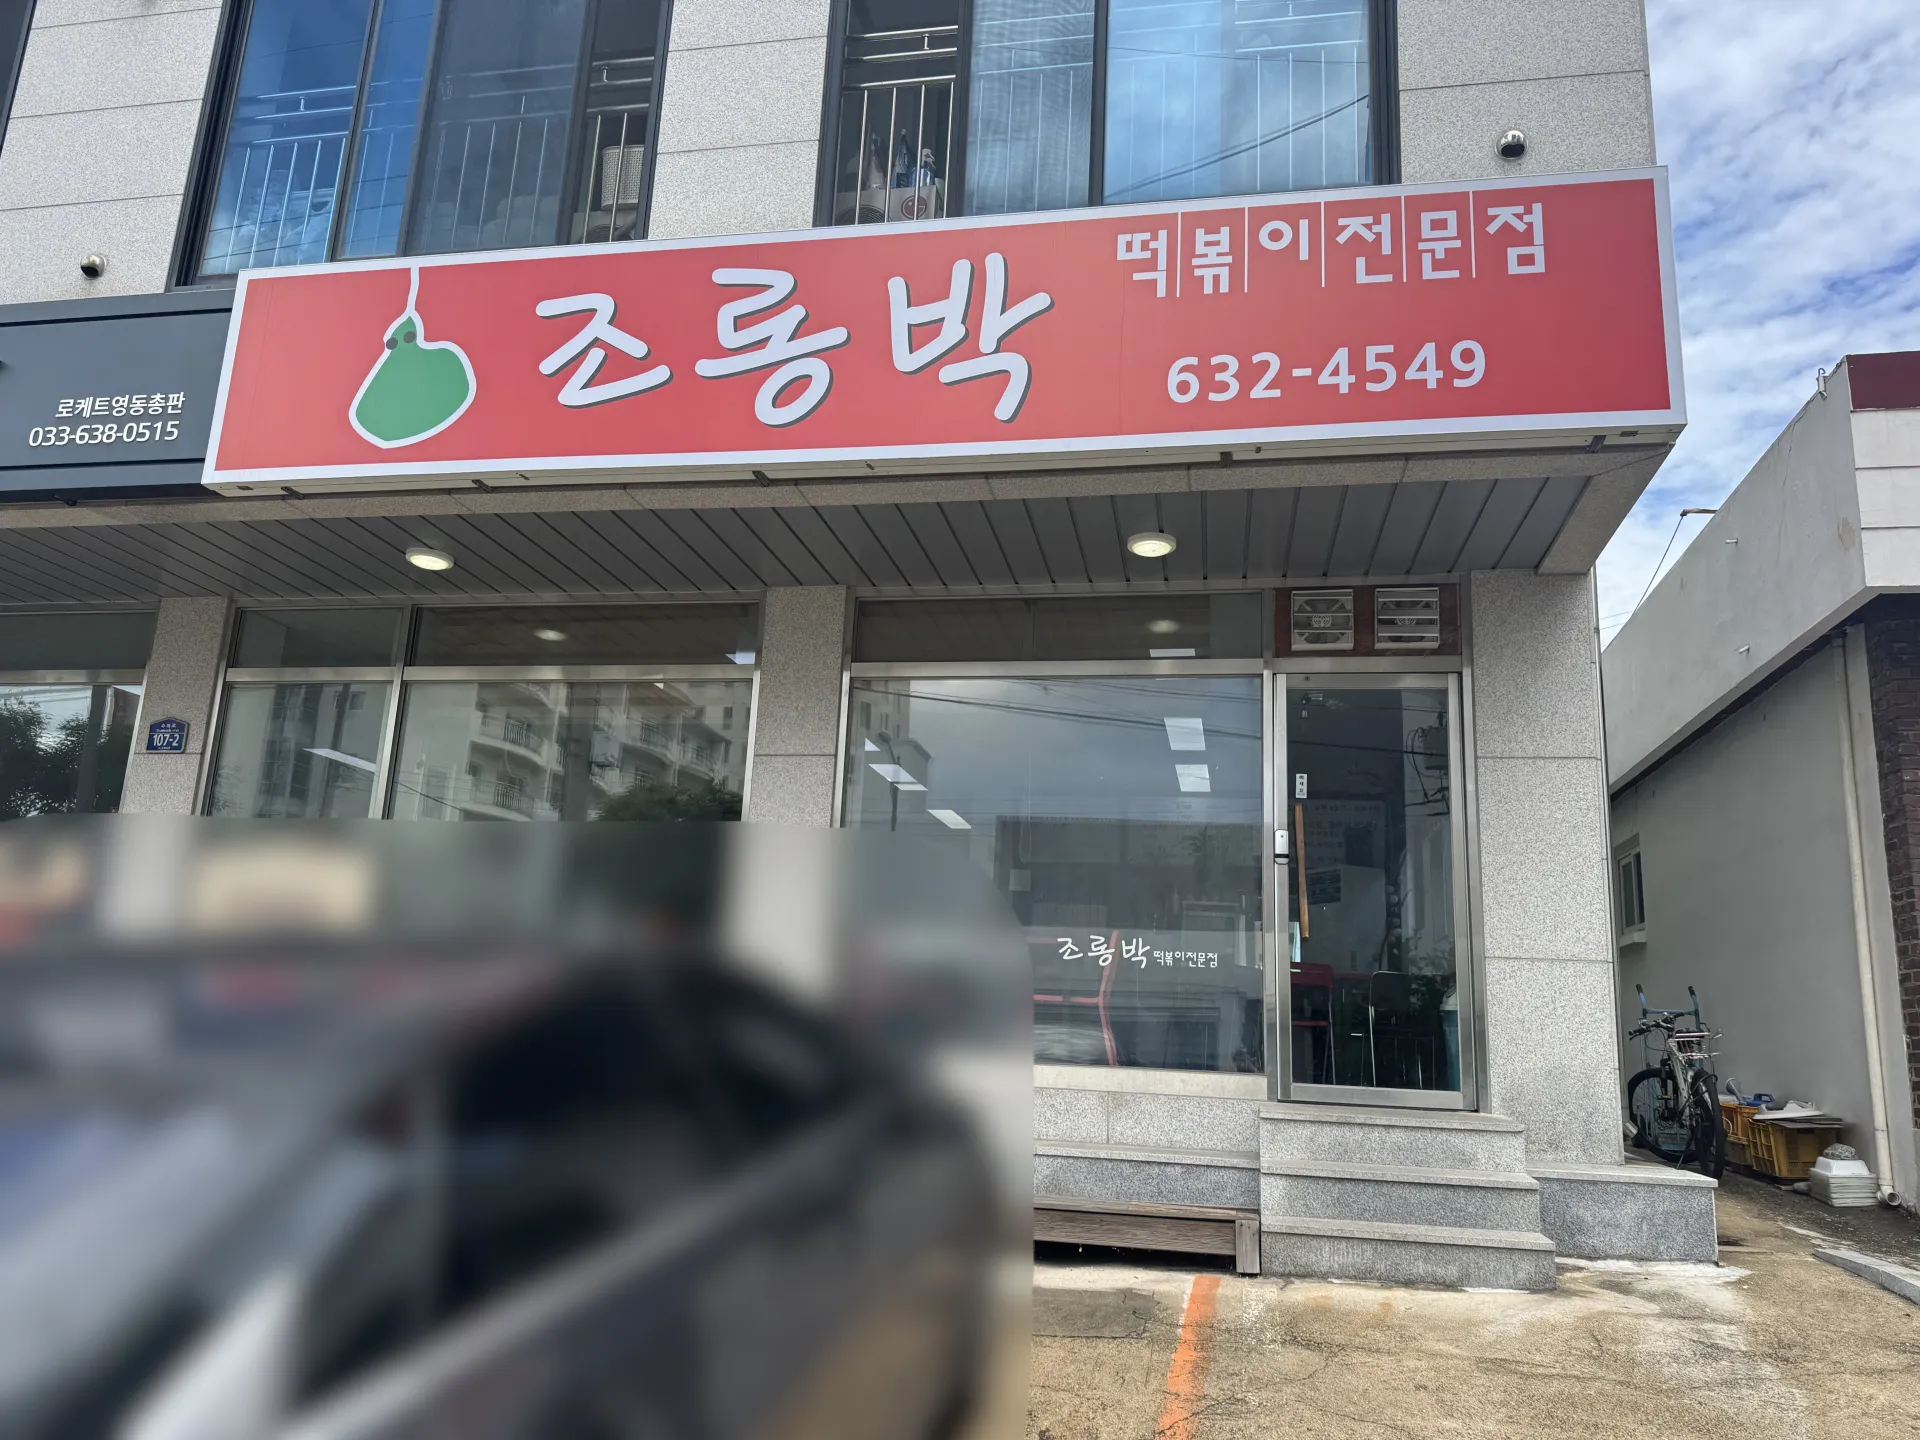 조롱박
떡볶이전문점
632-4549
로케트영동총판
033-638-0515
107-2
조롱박 떡볶이전문점